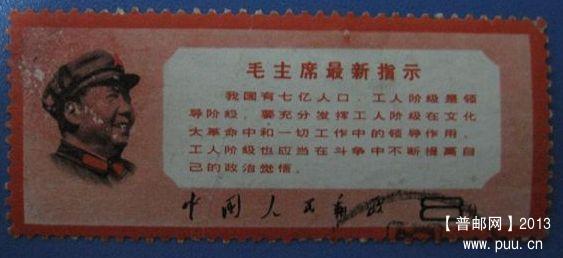 毛主席最新指示
我国有七亿人口，工人阶级是领
导阶级。要充分发挥工人阶级在文化
大革命中和一切工作中的领导作用。
工人阶级也应当在斗争中不断提高自
己的政治觉悟。
中国人民邮政
【普邮网】2013
www.puu.cn